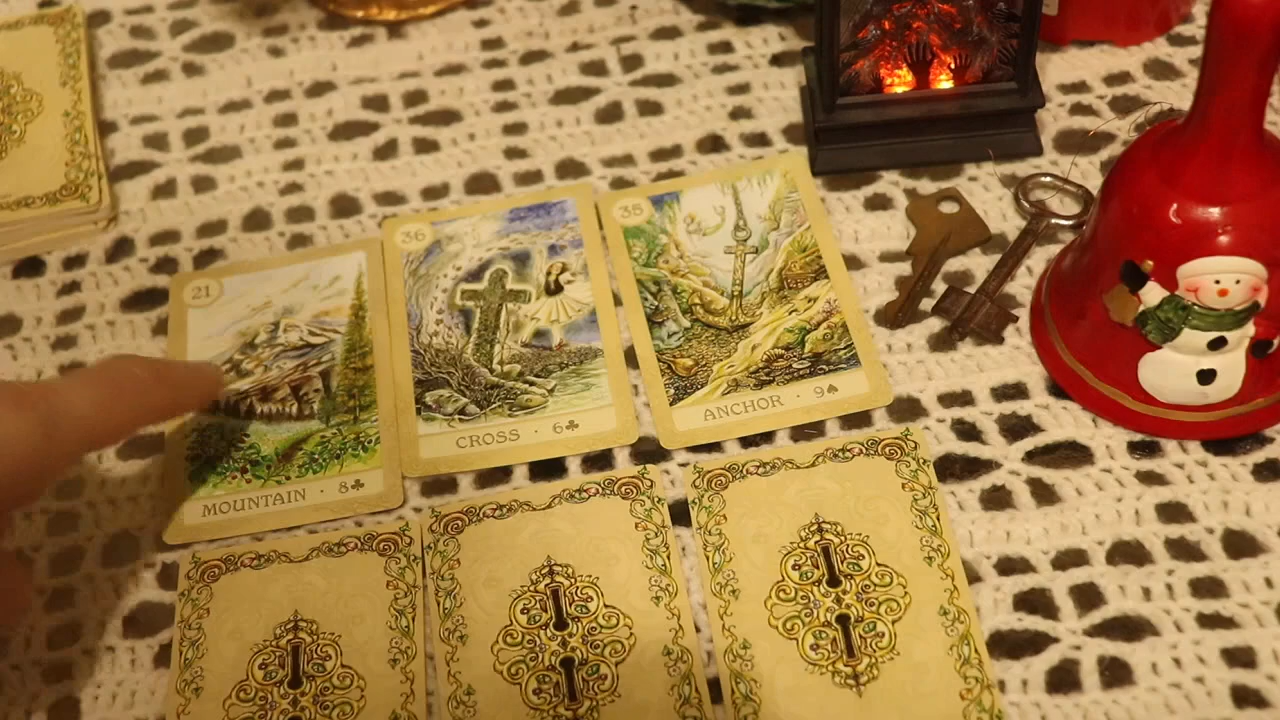 21
MOUNTAIN · 8♣
36
CROSS · 6♣
35
ANCHOR · 9♠